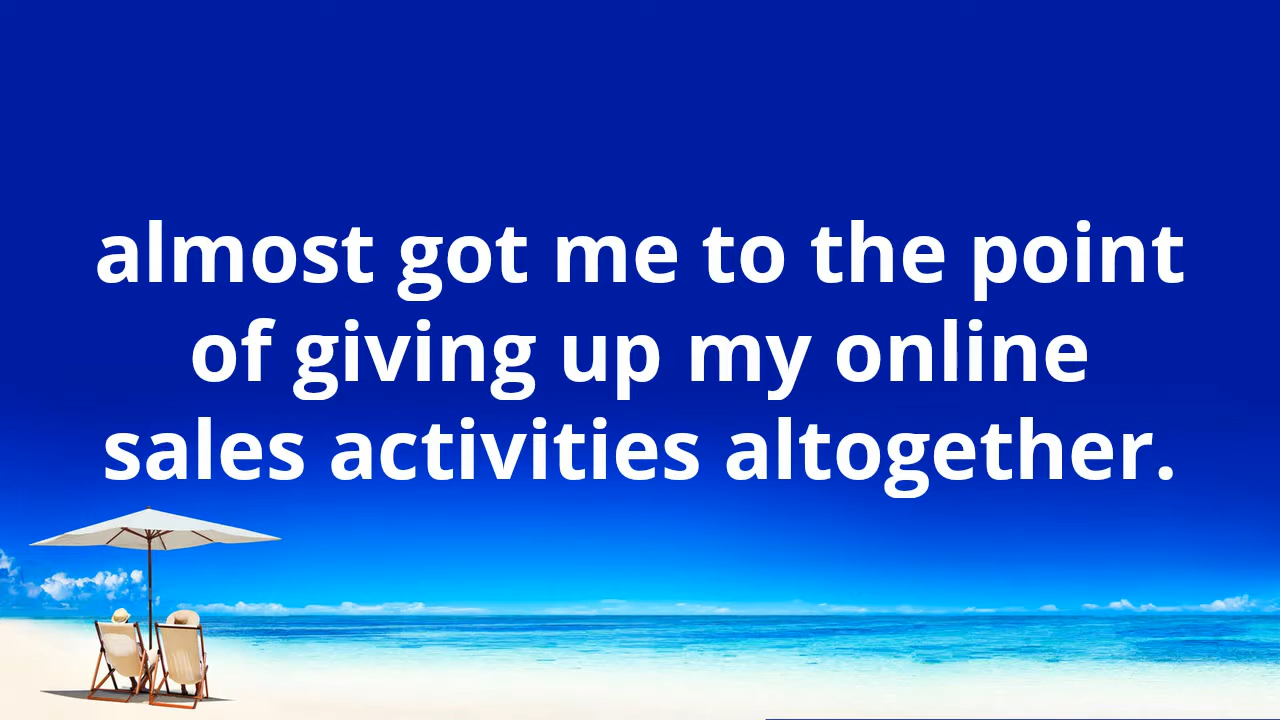 almost got me to the point
of giving up my online
sales activities altogether.